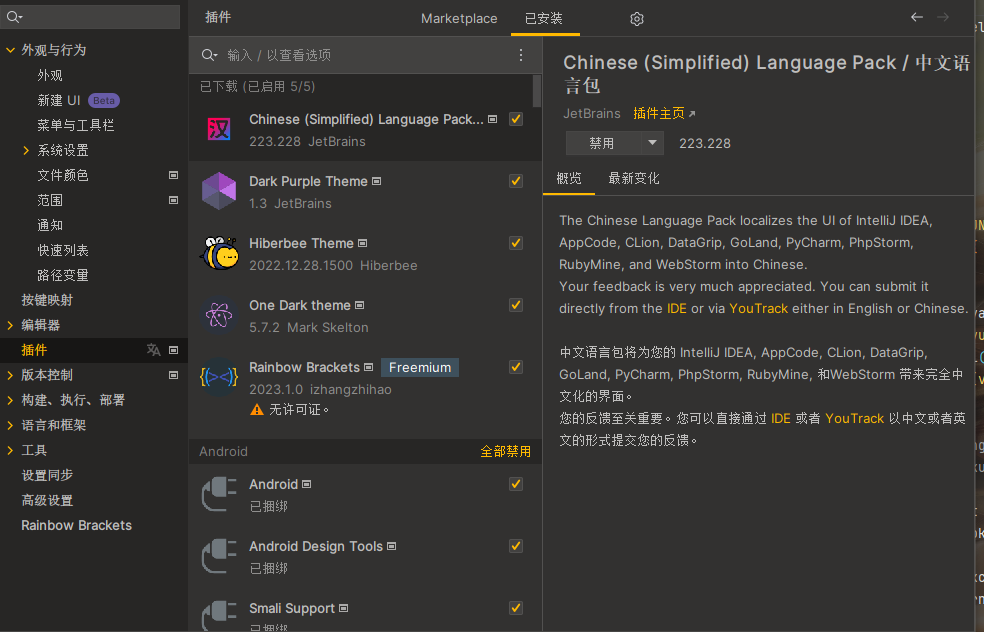 插件
Marketplace
已安装
外观与行为
外观
新建 UI Beta
菜单与工具栏
系统设置
文件颜色
范围
通知
快速列表
路径变量
按键映射
编辑器
插件
版本控制
构建、执行、部署
语言和框架
工具
设置同步
高级设置
Rainbow Brackets
输入 / 以查看选项
已下载 (已启用 5/5)
汉
Chinese (Simplified) Language Pack...
223.228 JetBrains
Dark Purple Theme
1.3 JetBrains
Hiberbee Theme
2022.12.28.1500 Hiberbee
One Dark theme
5.7.2 Mark Skelton
Rainbow Brackets Freemium
2023.1.0 izhangzhihao
无许可证。
Android 全部禁用
Android
已捆绑
Android Design Tools
已捆绑
Smali Support
已捆绑
Chinese (Simplified) Language Pack / 中文语
言包
JetBrains 插件主页
禁用 223.228
概览 最新变化
The Chinese Language Pack localizes the UI of IntelliJ IDEA,
AppCode, CLion, DataGrip, GoLand, PyCharm, PhpStorm,
RubyMine, and WebStorm into Chinese.
Your feedback is very much appreciated. You can submit it
directly from the IDE or via YouTrack either in English or Chinese.
中文语言包将为您的 IntelliJ IDEA, AppCode, CLion, DataGrip,
GoLand, PyCharm, PhpStorm, RubyMine, 和WebStorm 带来完全中
文化的界面。
您的反馈至关重要。您可以直接通过 IDE 或者 YouTrack 以中文或者英
文的形式提交您的反馈。